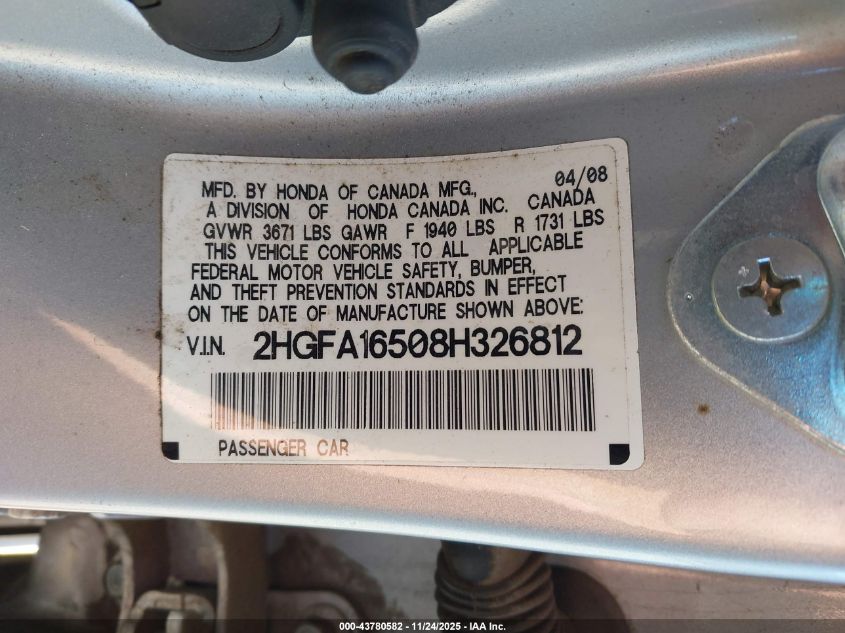 04/08
MFD. BY HONDA OF CANADA MFG.,
A DIVISION OF HONDA CANADA INC. CANADA
GVWR 3671 LBS GAWR F 1940 LBS R 1731 LBS
THIS VEHICLE CONFORMS TO ALL APPLICABLE
FEDERAL MOTOR VEHICLE SAFETY, BUMPER,
AND THEFT PREVENTION STANDARDS IN EFFECT
ON THE DATE OF MANUFACTURE SHOWN ABOVE:
V.I.N. 2HGFA16508H326812
PASSENGER CAR
000-43780582 - 11/24/2025 - IAA Inc.